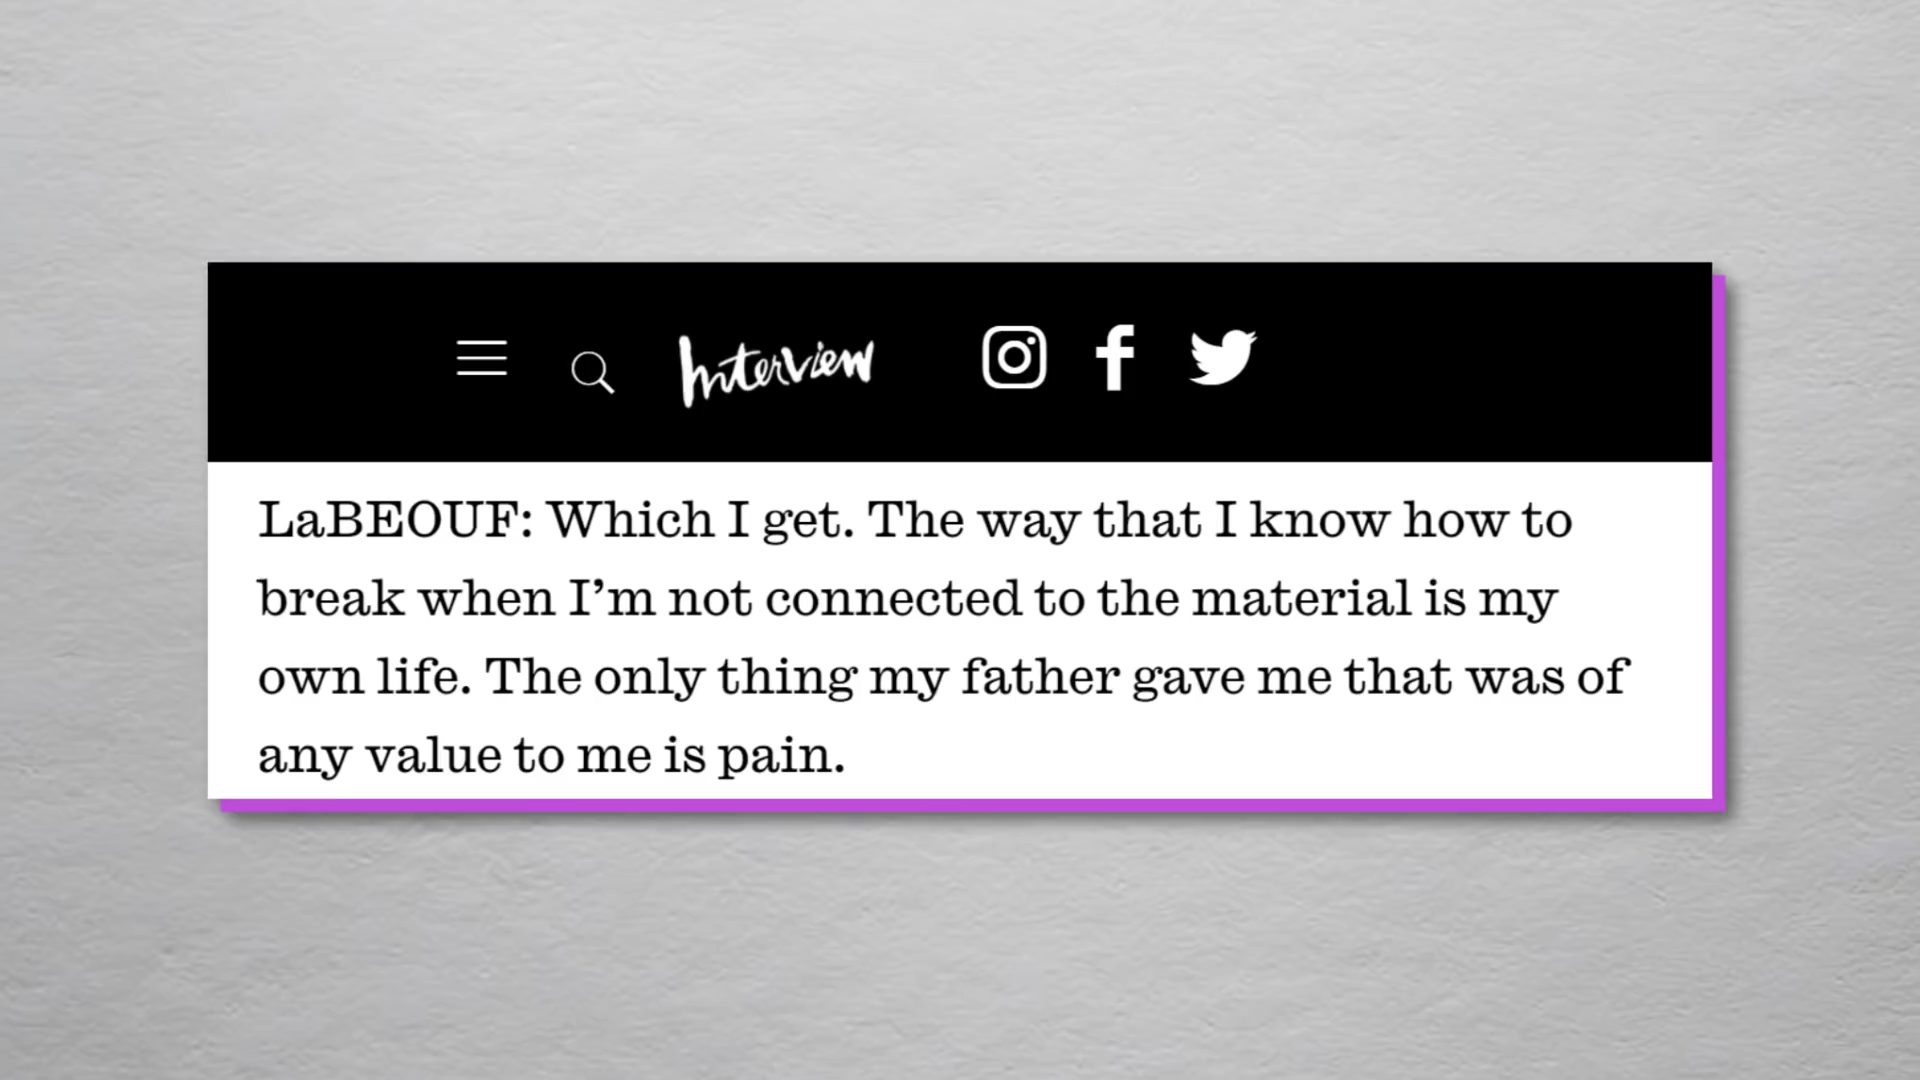 Interview
LaBEOUF: Which I get. The way that I know how to
break when I’m not connected to the material is my
own life. The only thing my father gave me that was of
any value to me is pain.